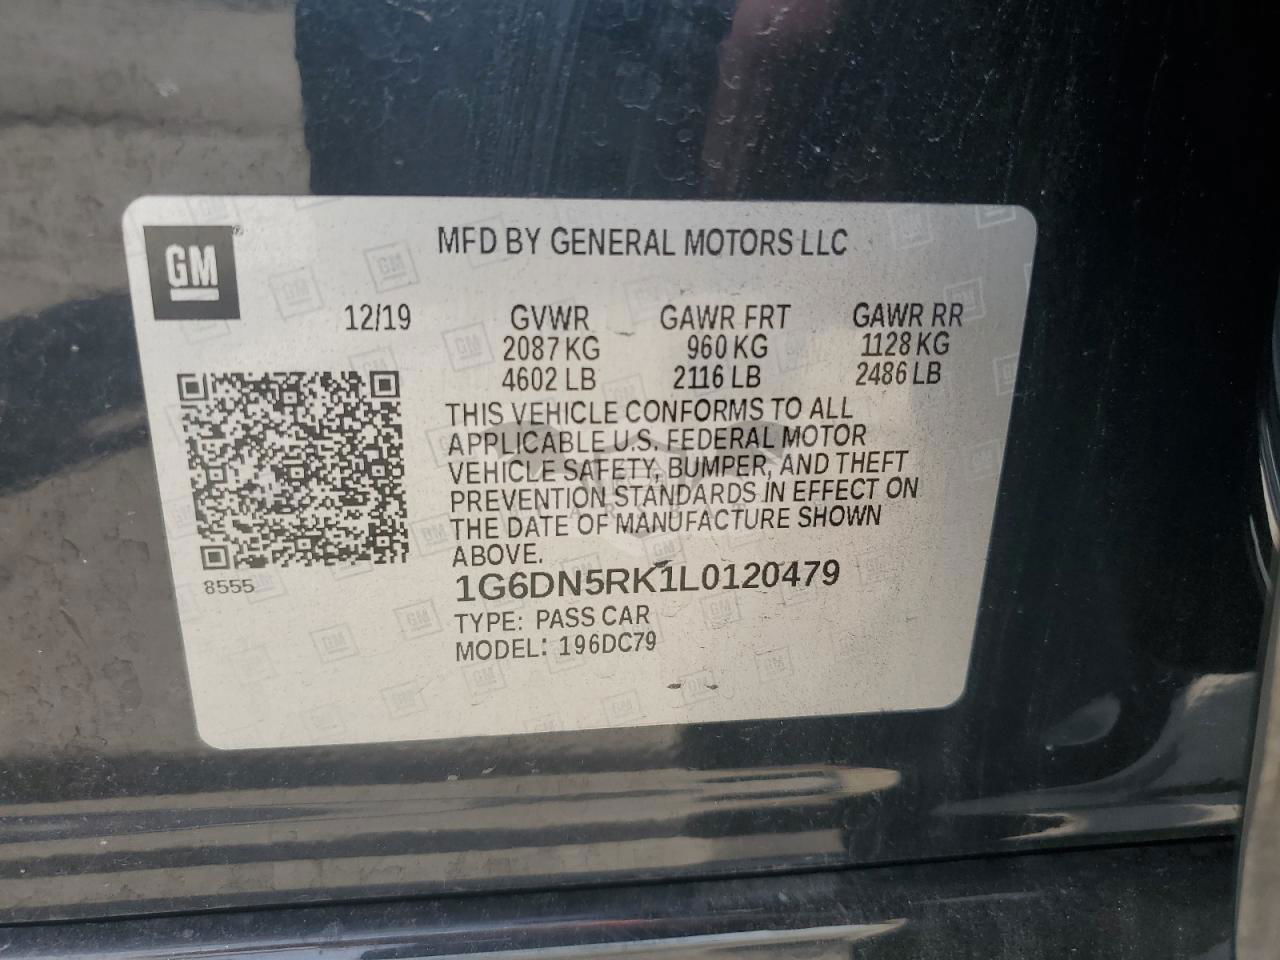 GM
MFD BY GENERAL MOTORS LLC
12/19 GVWR GAWR FRT GAWR RR
2087 KG 960 KG 1128 KG
4602 LB 2116 LB 2486 LB
THIS VEHICLE CONFORMS TO ALL
APPLICABLE U.S. FEDERAL MOTOR
VEHICLE SAFETY, BUMPER, AND THEFT
PREVENTION STANDARDS IN EFFECT ON
THE DATE OF MANUFACTURE SHOWN
ABOVE.
8555
1G6DN5RK1L0120479
TYPE: PASS CAR
MODEL: 196DC79